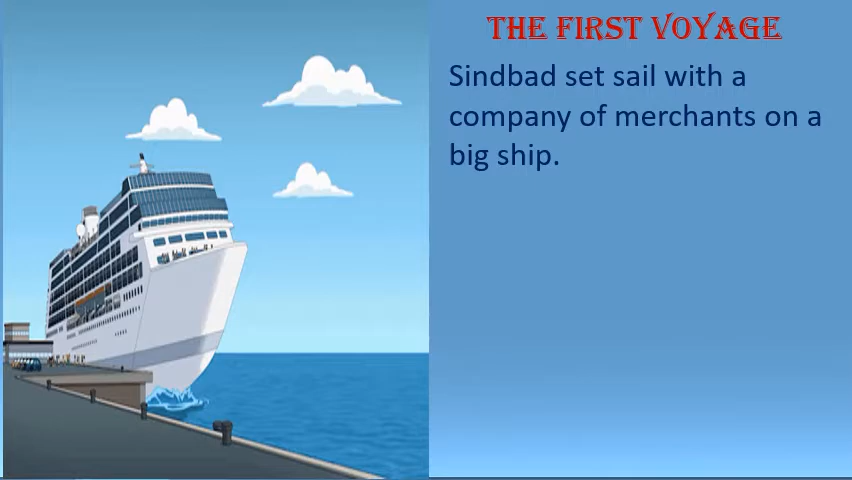 THE FIRST VOYAGE
Sindbad set sail with a
company of merchants on a
big ship.